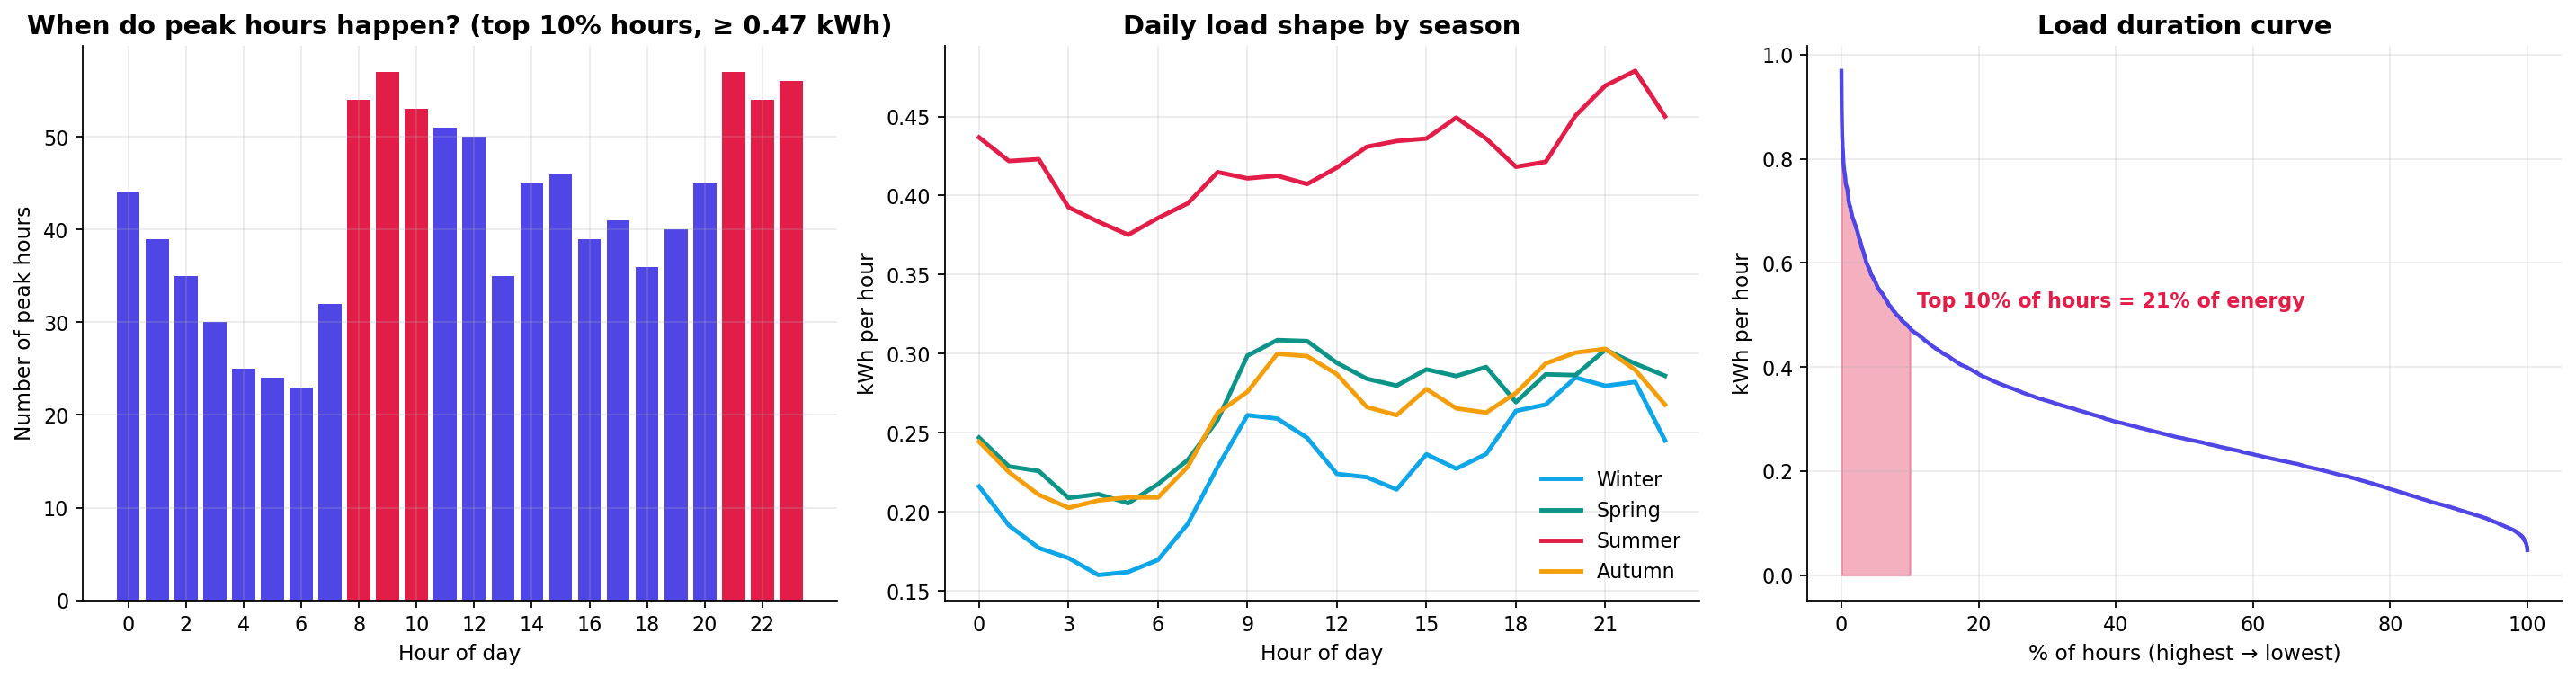 When do peak hours happen? (top 10% hours, ≥ 0.47 kWh)
Number of peak hours
50
40
30
20
10
0
0 2 4 6 8 10 12 14 16 18 20 22
Hour of day
Daily load shape by season
kWh per hour
0.45
0.40
0.35
0.30
0.25
0.20
0.15
Winter
Spring
Summer
Autumn
0 3 6 9 12 15 18 21
Hour of day
Load duration curve
kWh per hour
1.0
0.8
0.6
0.4
0.2
0.0
Top 10% of hours = 21% of energy
0 20 40 60 80 100
% of hours (highest → lowest)